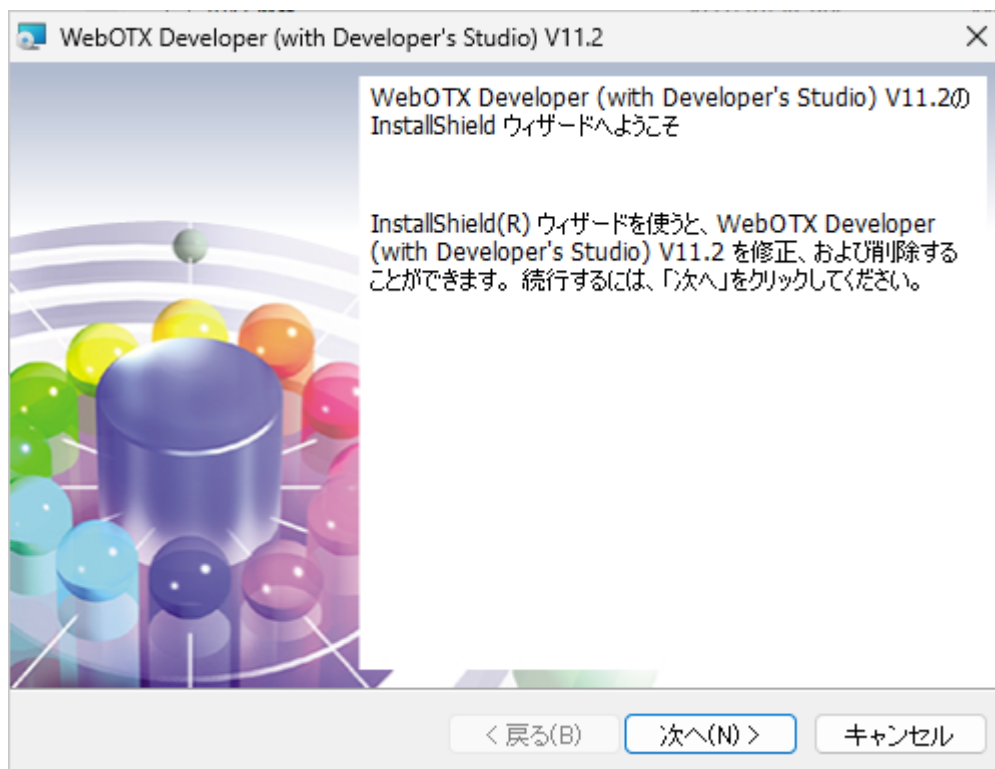 WebOTX Developer (with Developer's Studio) V11.2
WebOTX Developer (with Developer's Studio) V11.2の
InstallShield ウィザードへようこそ
InstallShield(R) ウィザードを使うと、WebOTX Developer
(with Developer's Studio) V11.2 を修正、および削除する
ことができます。続行するには、「次へ」をクリックしてください。
< 戻る(B)
次へ(N) >
キャンセル